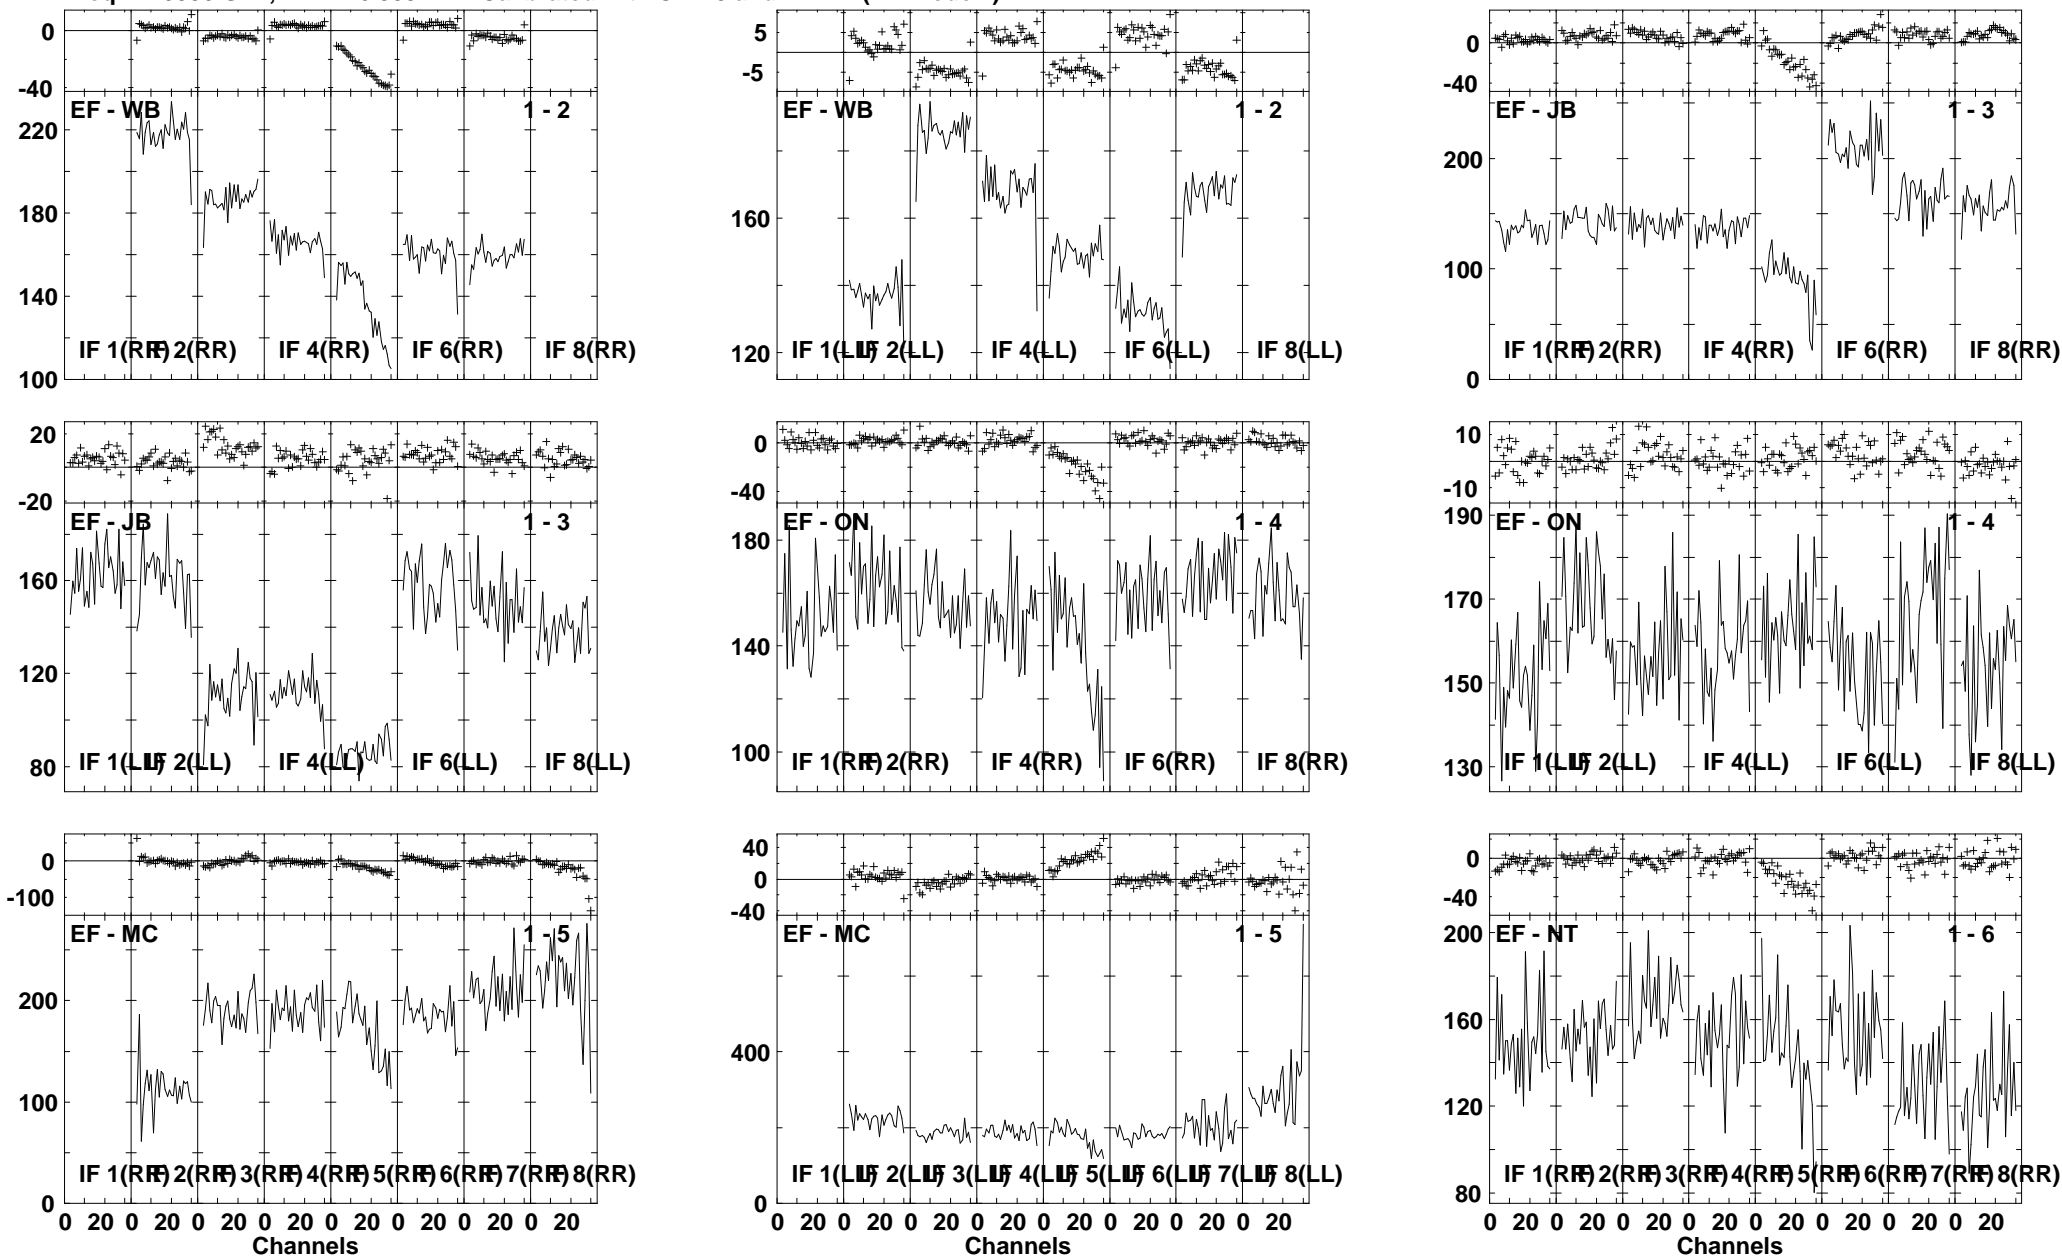 0
-40
EF - WB 1 - 2
220
180
140
100
IF 1(RR) IF 2(RR) IF 4(RR) IF 6(RR) IF 8(RR)
5
-5
EF - WB 1 - 2
160
120
IF 1(LL) IF 2(LL) IF 4(LL) IF 6(LL) IF 8(LL)
0
-40
EF - JB 1 - 3
200
100
0
IF 1(RR) IF 2(RR) IF 4(RR) IF 6(RR) IF 8(RR)
20
-20
EF - JB 1 - 3
160
120
80
IF 1(LL) IF 2(LL) IF 4(LL) IF 6(LL) IF 8(LL)
0
-40
EF - ON 1 - 4
180
140
100
IF 1(RR) IF 2(RR) IF 4(RR) IF 6(RR) IF 8(RR)
10
-10
EF - ON 1 - 4
190
170
150
130
IF 1(LL) IF 2(LL) IF 4(LL) IF 6(LL) IF 8(LL)
0
-100
EF - MC 1 - 5
200
100
0
IF 1(RR) IF 2(RR) IF 3(RR) IF 4(RR) IF 5(RR) IF 6(RR) IF 7(RR) IF 8(RR)
0 20 0 20 0 20 0 20 0 20 0 20 0 20 0 20
Channels
40
0
-40
EF - MC 1 - 5
400
0
IF 1(LL) IF 2(LL) IF 3(LL) IF 4(LL) IF 5(LL) IF 6(LL) IF 7(LL) IF 8(LL)
0 20 0 20 0 20 0 20 0 20 0 20 0 20 0 20
Channels
0
-40
EF - NT 1 - 6
200
160
120
80
IF 1(RR) IF 2(RR) IF 3(RR) IF 4(RR) IF 5(RR) IF 6(RR) IF 7(RR) IF 8(RR)
0 20 0 20 0 20 0 20 0 20 0 20 0 20 0 20
Channels